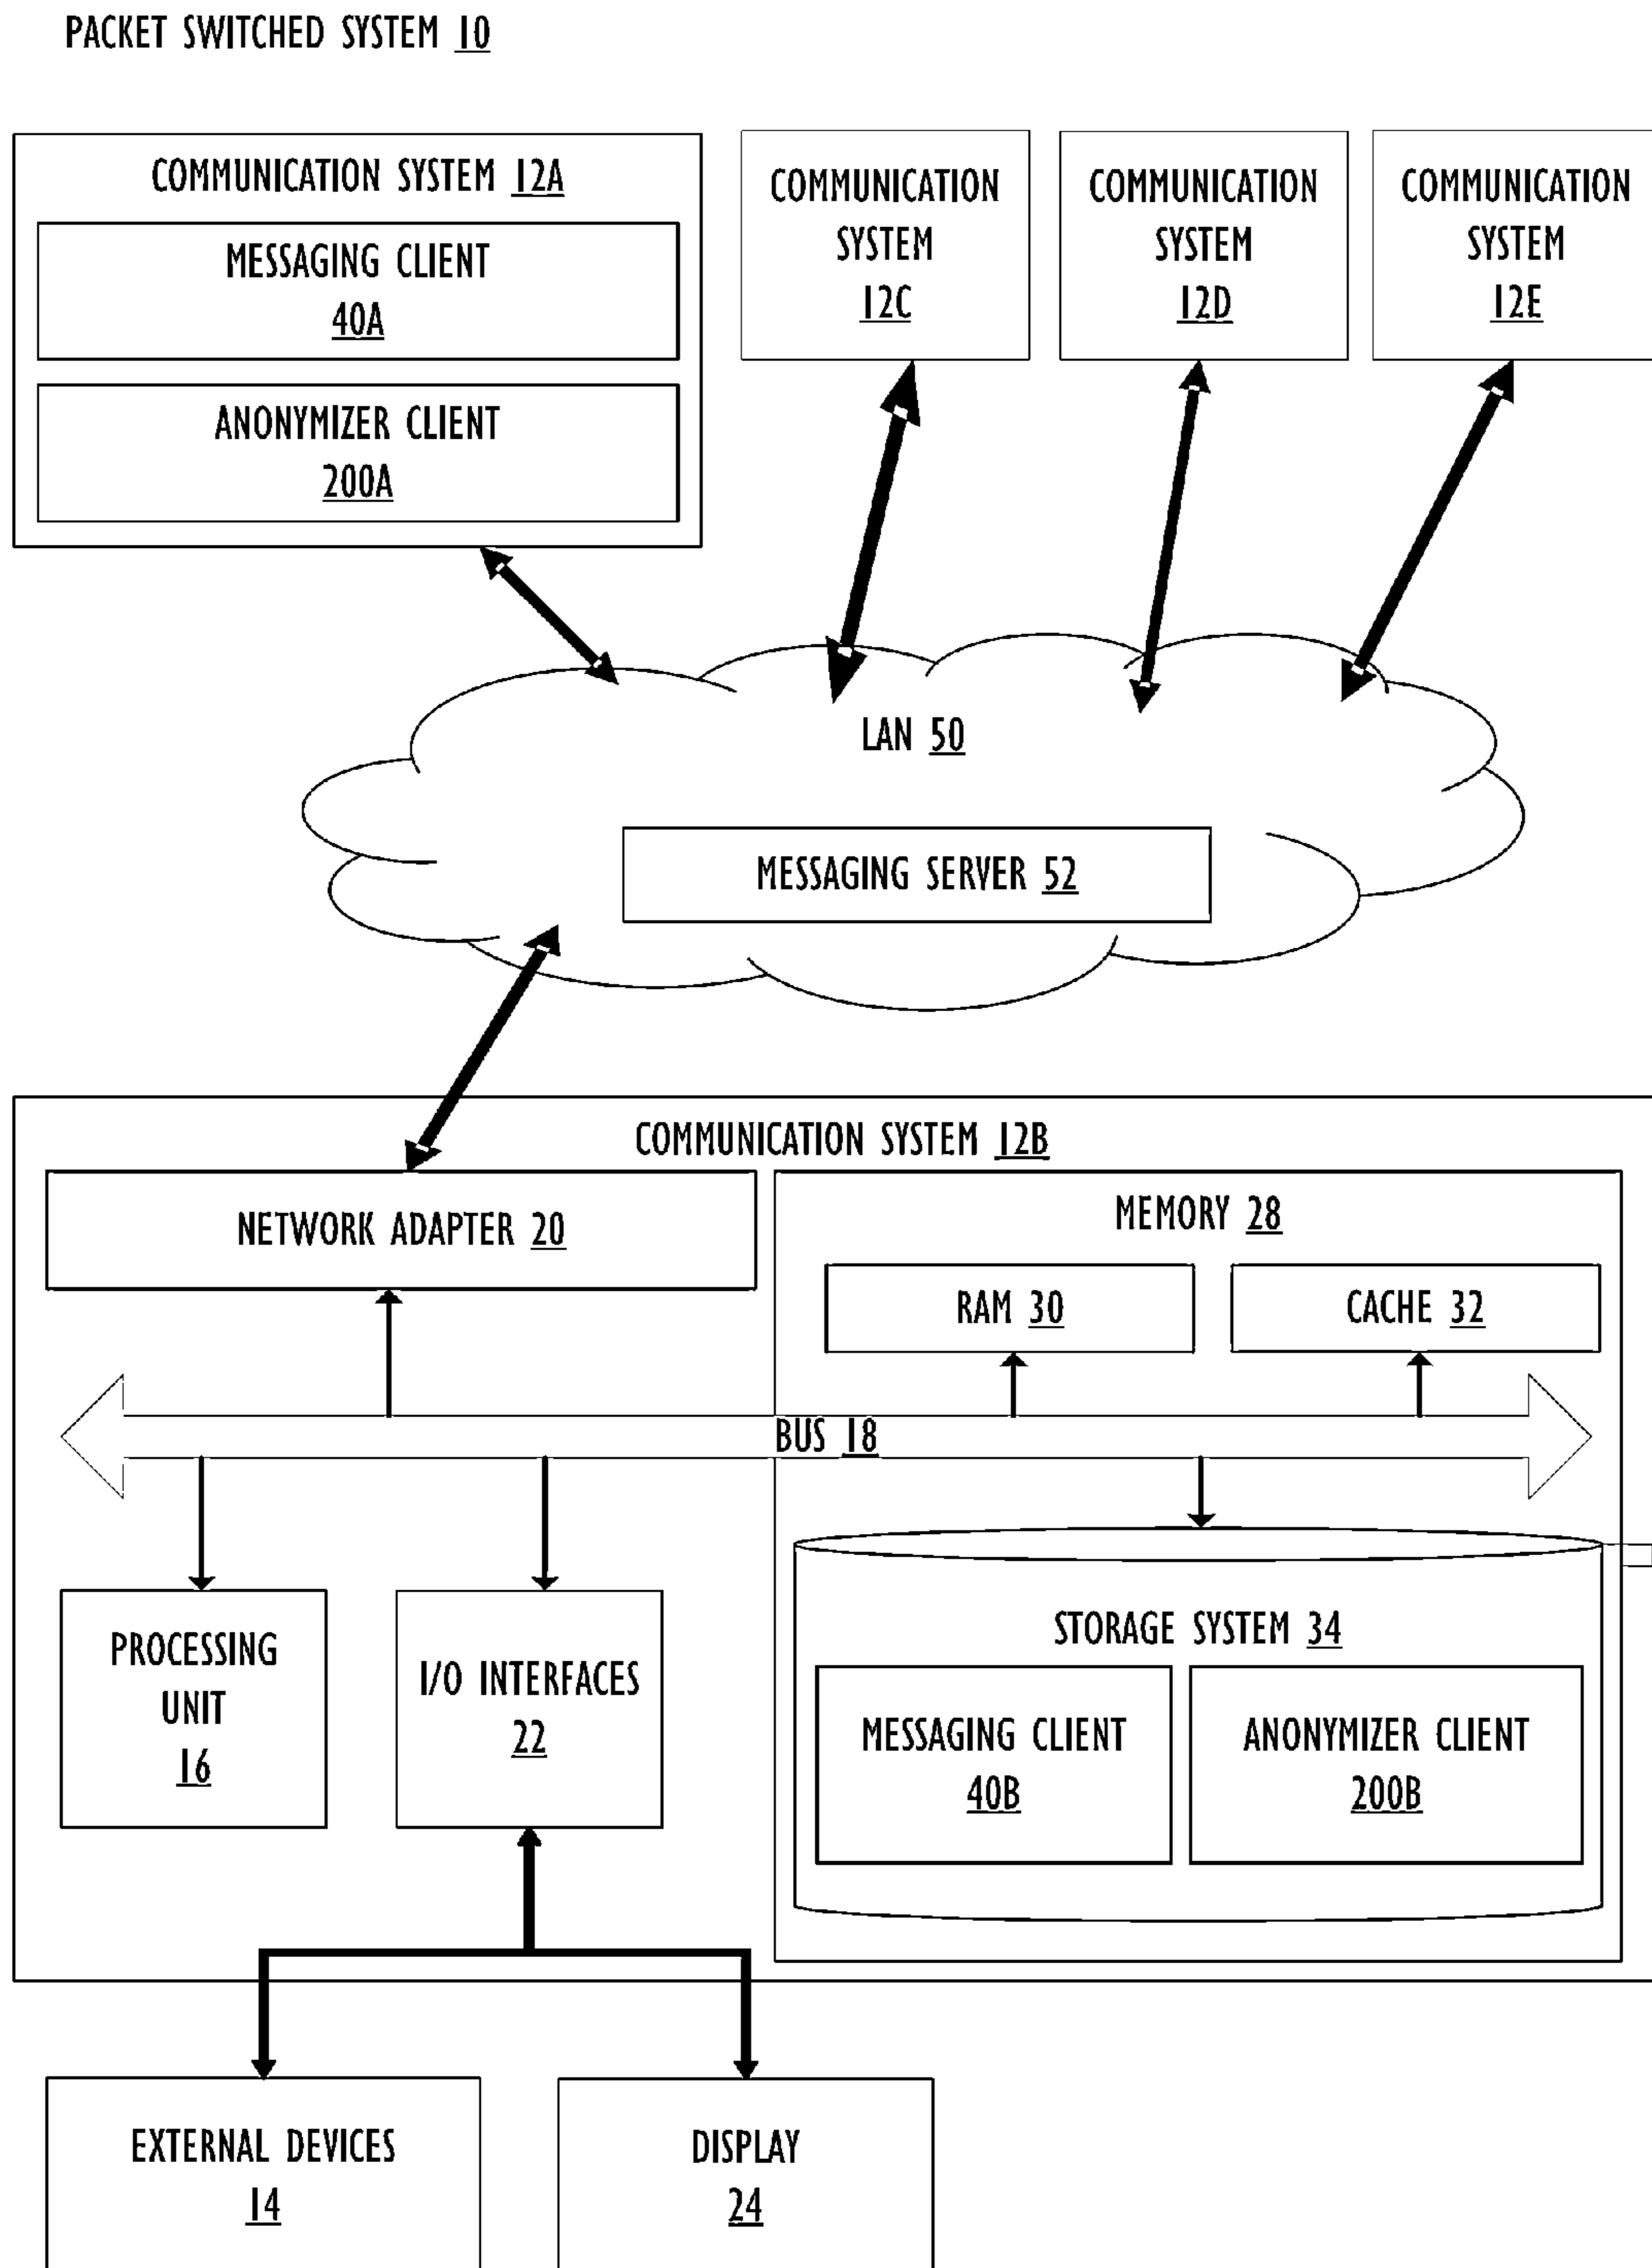 PACKET SWITCHED SYSTEM 10
COMMUNICATION SYSTEM 12A
MESSAGING CLIENT
40A
ANONYMIZER CLIENT
200A
COMMUNICATION
SYSTEM
12C
COMMUNICATION
SYSTEM
12D
COMMUNICATION
SYSTEM
12E
LAN 50
MESSAGING SERVER 52
COMMUNICATION SYSTEM 12B
NETWORK ADAPTER 20
MEMORY 28
RAM 30
CACHE 32
BUS 18
PROCESSING
UNIT
16
I/O INTERFACES
22
STORAGE SYSTEM 34
MESSAGING CLIENT
40B
ANONYMIZER CLIENT
200B
EXTERNAL DEVICES
14
DISPLAY
24